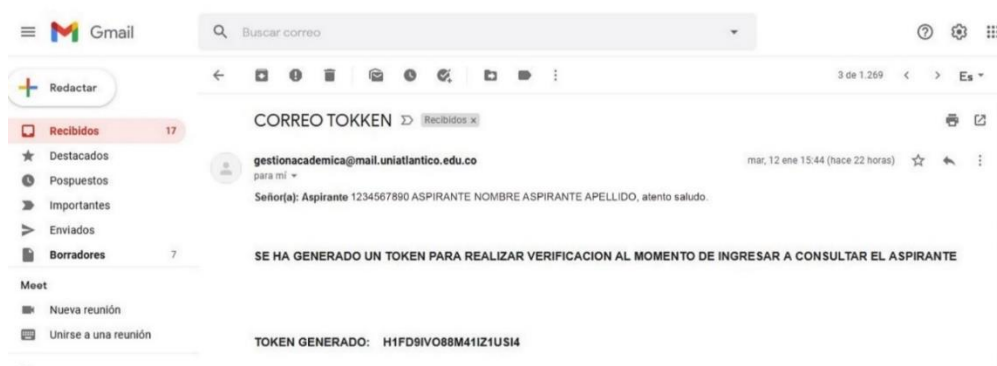 Gmail
Buscar correo
Redactar
3 de 1.269
Es
Recibidos 17
Destacados
Pospuestos
Importantes
Enviados
Borradores 7
Meet
Nueva reunión
Unirse a una reunión
CORREO TOKKEN Recibidos x
gestionacademica@mail.uniatlantico.edu.co mar, 12 ene 15:44 (hace 22 horas)
para mí
Señor(a): Aspirante 1234567890 ASPIRANTE NOMBRE ASPIRANTE APELLIDO, atento saludo.
SE HA GENERADO UN TOKEN PARA REALIZAR VERIFICACION AL MOMENTO DE INGRESAR A CONSULTAR EL ASPIRANTE
TOKEN GENERADO: H1FD9IVO88M41IZ1USI4